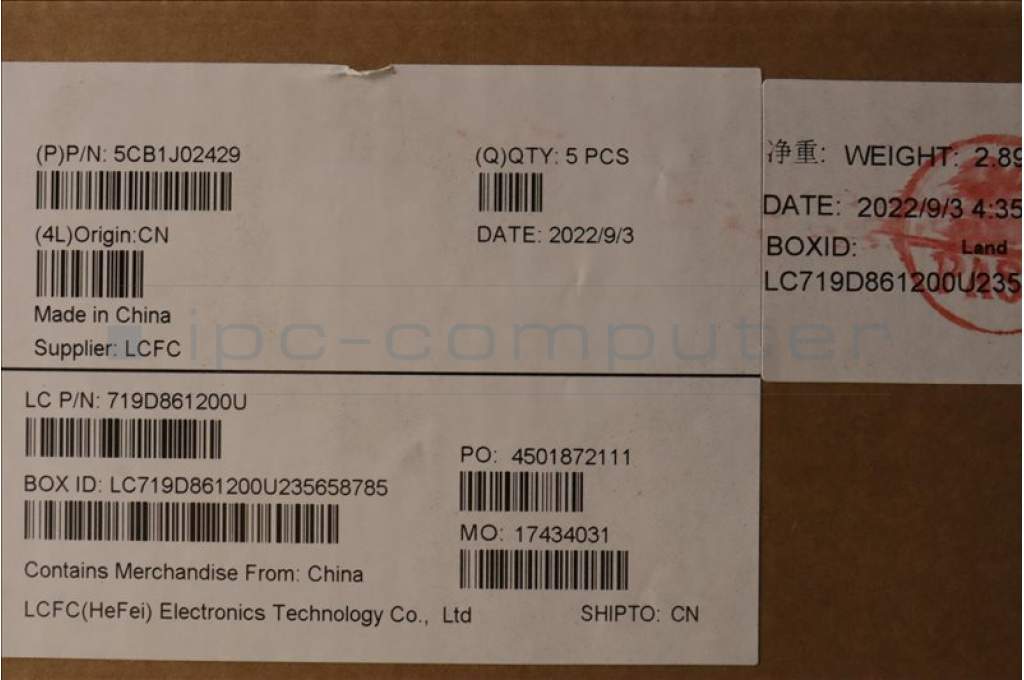 (P)P/N: 5CB1J02429
(Q)QTY: 5 PCS
(4L)Origin:CN
DATE: 2022/9/3
Made in China
Supplier: LCFC
ipc-computer
LC P/N: 719D861200U
PO: 4501872111
BOX ID: LC719D861200U235658785
MO: 17434031
Contains Merchandise From: China
LCFC(HeFei) Electronics Technology Co., Ltd
SHIPTO: CN
净重: WEIGHT: 2.89
DATE: 2022/9/3 4:35
BOXID: Land
LC719D861200U235